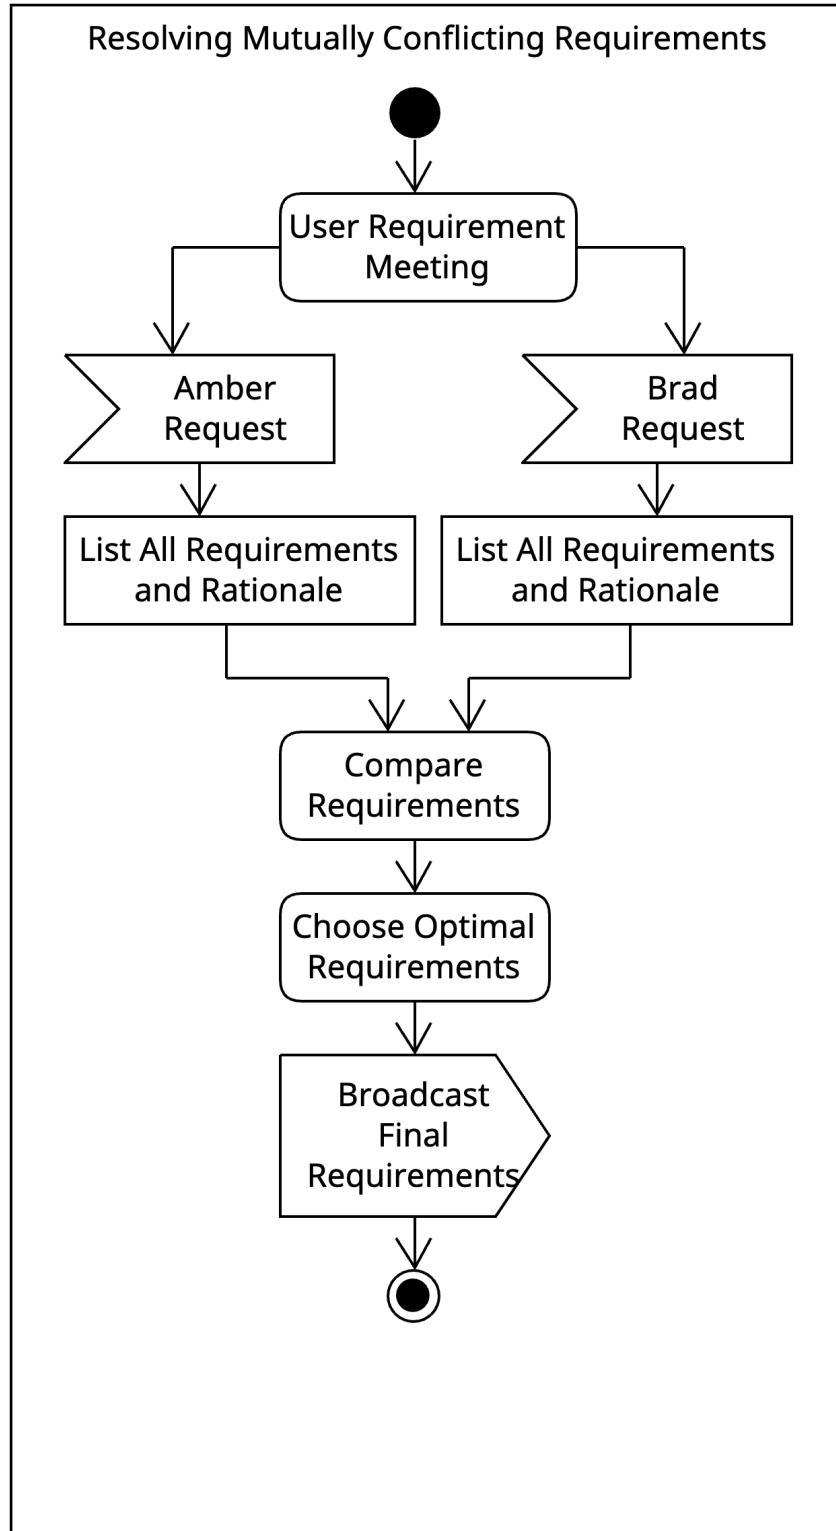 Resolving Mutually Conflicting Requirements
User Requirement
Meeting
Amber
Request
Brad
Request
List All Requirements
and Rationale
List All Requirements
and Rationale
Compare
Requirements
Choose Optimal
Requirements
Broadcast
Final
Requirements